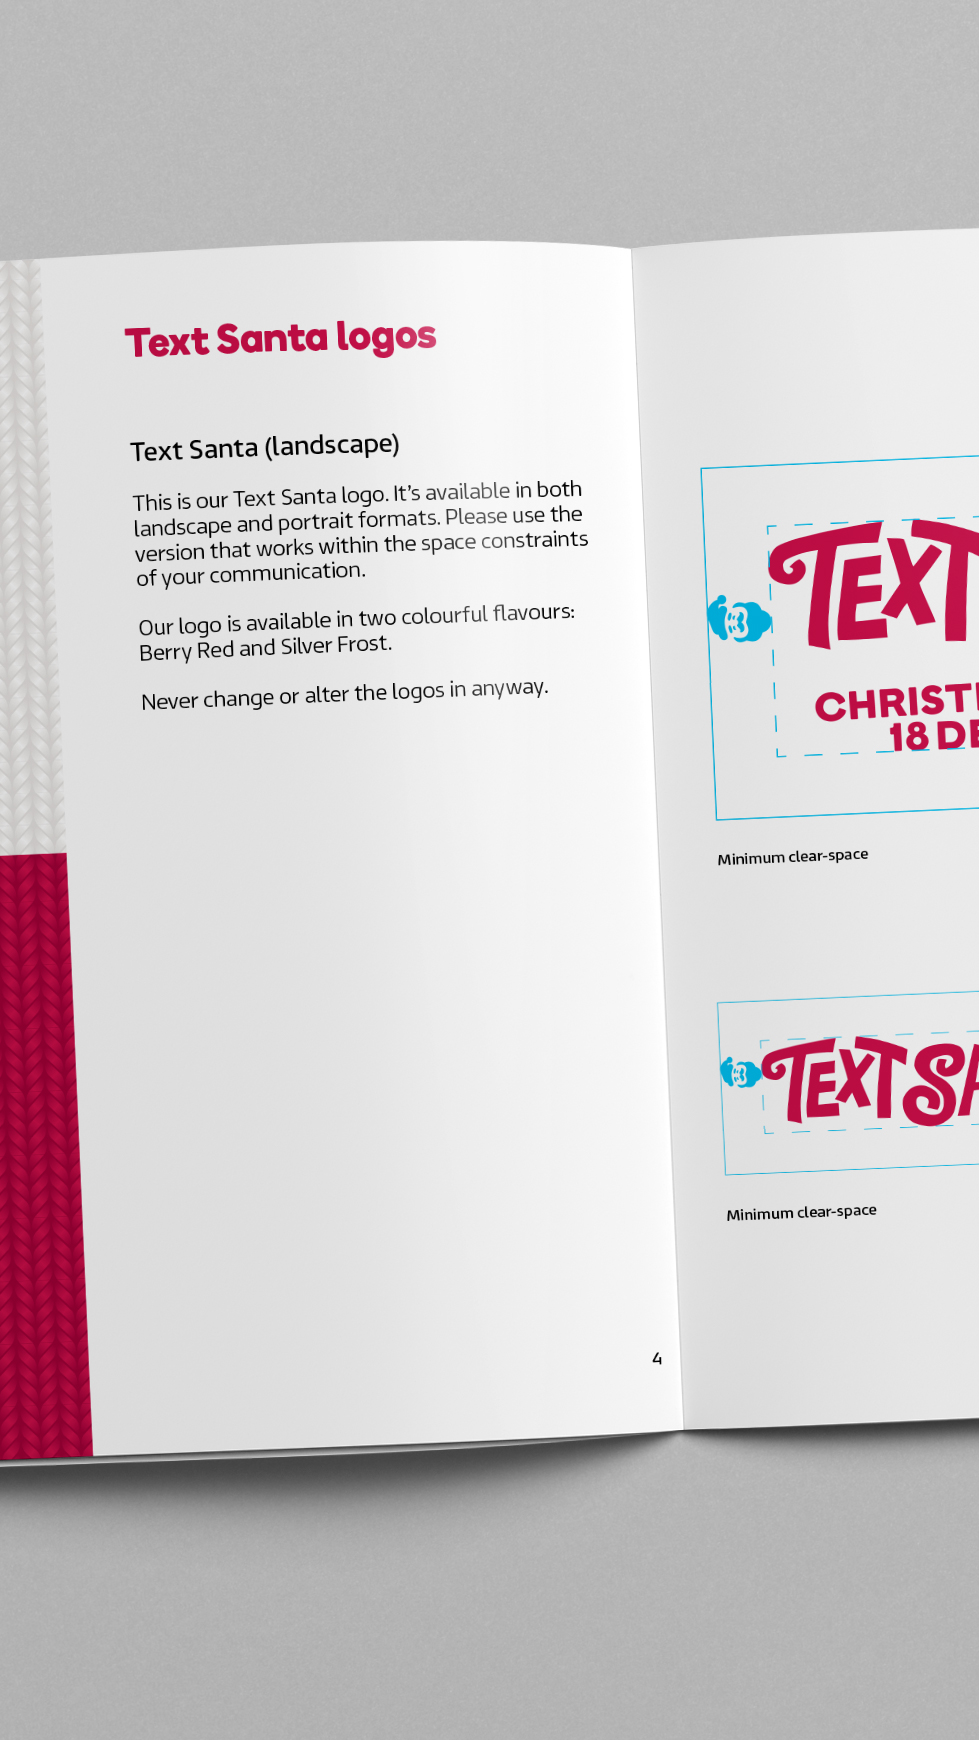 Text Santa logos
Text Santa (landscape)
This is our Text Santa logo. It's available in both
landscape and portrait formats. Please use the
version that works within the space constraints
of your communication.
Our logo is available in two colourful flavours:
Berry Red and Silver Frost.
Never change or alter the logos in anyway.
4
TEXT
CHRISTI
18 DE
Minimum clear-space
TEXT SA
Minimum clear-space